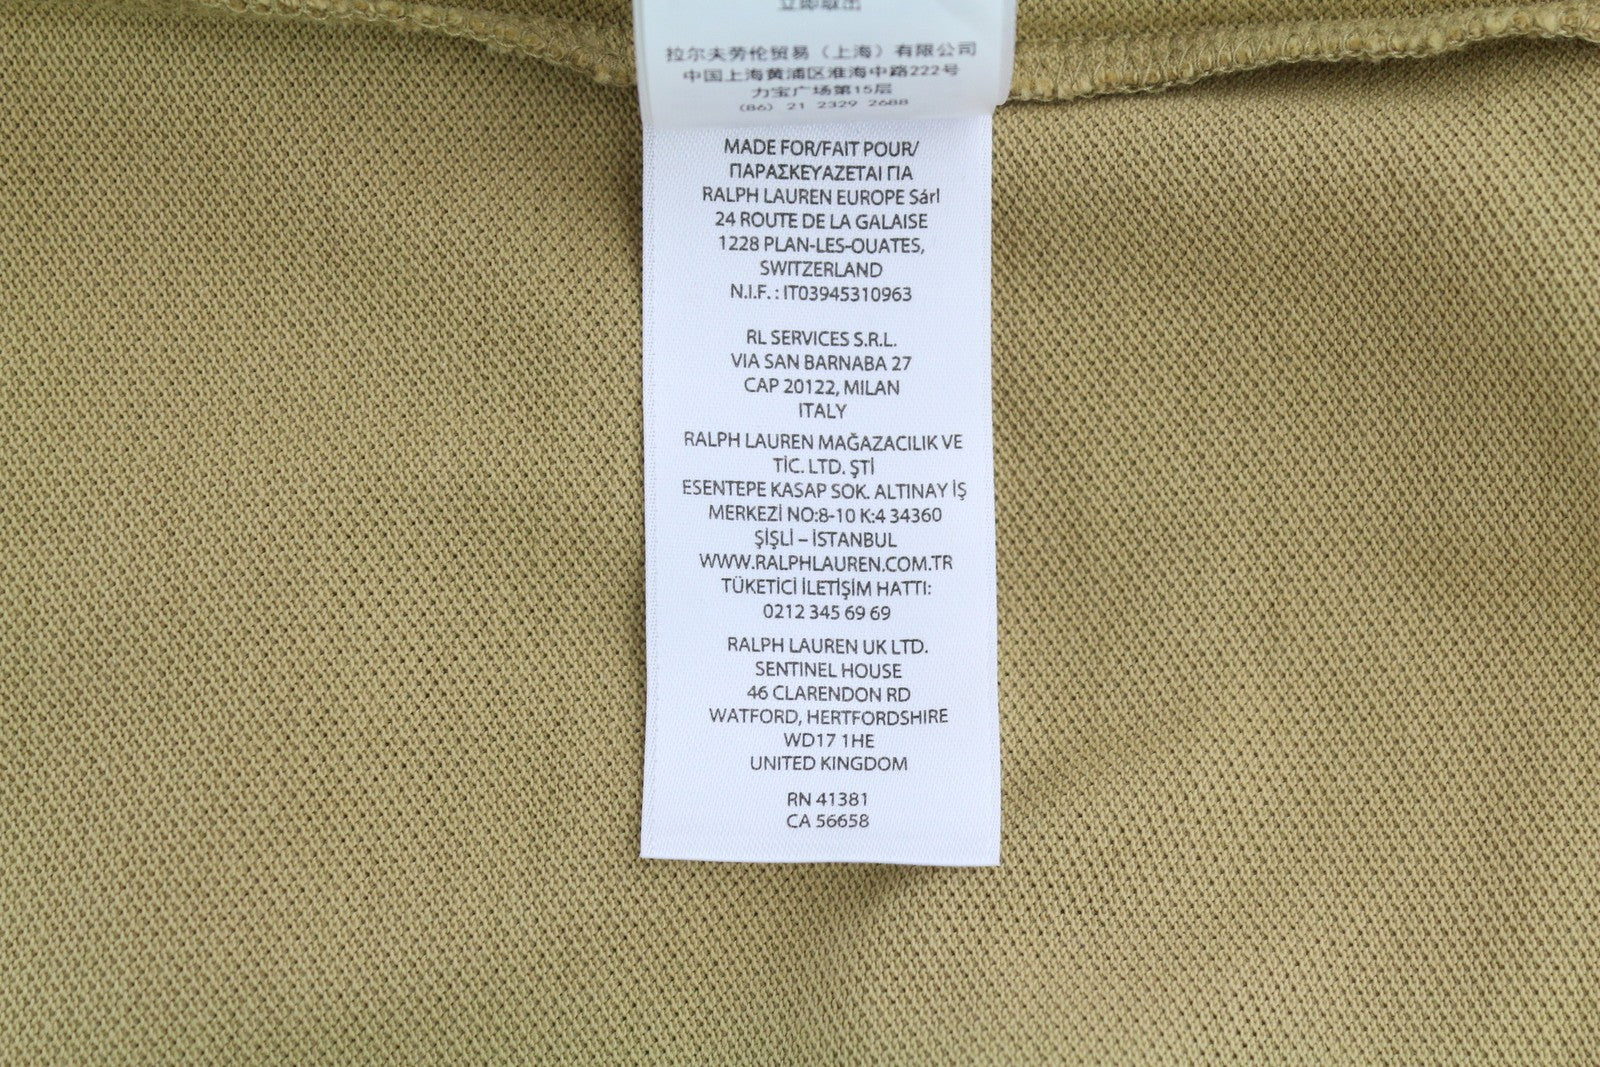 立即取出
拉尔夫劳伦贸易（上海）有限公司
中国上海黄浦区淮海中路222号
力宝广场第15层
(86) 21 2329 2688
MADE FOR/FAIT POUR/
ΠΑΡΑΣΚΕΥΑΖΕΤΑΙ ΓΙΑ
RALPH LAUREN EUROPE Sárl
24 ROUTE DE LA GALAISE
1228 PLAN-LES-OUATES,
SWITZERLAND
N.I.F. : IT03945310963
RL SERVICES S.R.L.
VIA SAN BARNABA 27
CAP 20122, MILAN
ITALY
RALPH LAUREN MAĞAZACILIK VE
TİC. LTD. ŞTİ
ESENTEPE KASAP SOK. ALTINAY İŞ
MERKEZİ NO:8-10 K:4 34360
ŞİŞLİ – İSTANBUL
WWW.RALPHLAUREN.COM.TR
TÜKETİCİ İLETİŞİM HATTI:
0212 345 69 69
RALPH LAUREN UK LTD.
SENTINEL HOUSE
46 CLARENDON RD
WATFORD, HERTFORDSHIRE
WD17 1HE
UNITED KINGDOM
RN 41381
CA 56658